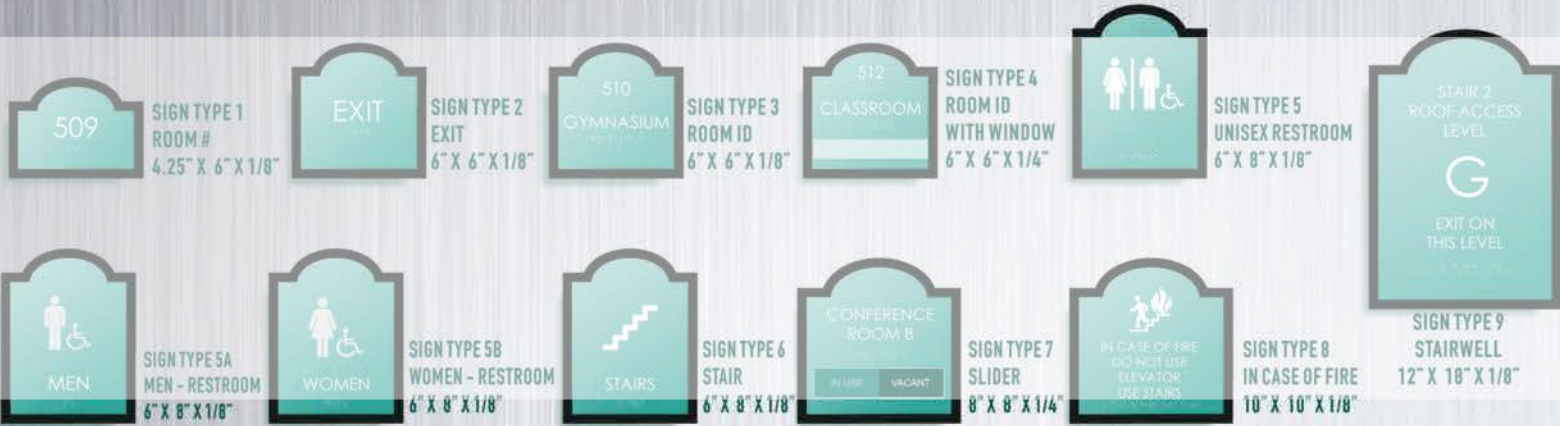 509
SIGN TYPE 1
ROOM #
4.25" X 6" X 1/8"
EXIT
SIGN TYPE 2
EXIT
6" X 6" X 1/8"
510
GYMNASIUM
SIGN TYPE 3
ROOM ID
6" X 6" X 1/8"
512
CLASSROOM
SIGN TYPE 4
ROOM ID
WITH WINDOW
6" X 6" X 1/4"
SIGN TYPE 5
UNISEX RESTROOM
6" X 8" X 1/8"
STAIR 2
ROOF ACCESS
LEVEL
G
EXIT ON
THIS LEVEL
SIGN TYPE 9
STAIRWELL
12" X 18" X 1/8"
MEN
SIGN TYPE 5A
MEN - RESTROOM
6" X 8" X 1/8"
WOMEN
SIGN TYPE 5B
WOMEN - RESTROOM
6" X 8" X 1/8"
STAIRS
SIGN TYPE 6
STAIR
6" X 8" X 1/8"
CONFERENCE
ROOM B
IN USE VACANT
SIGN TYPE 7
SLIDER
8" X 8" X 1/4"
IN CASE OF FIRE
DO NOT USE
ELEVATOR
USE STAIRS
SIGN TYPE 8
IN CASE OF FIRE
10" X 10" X 1/8"